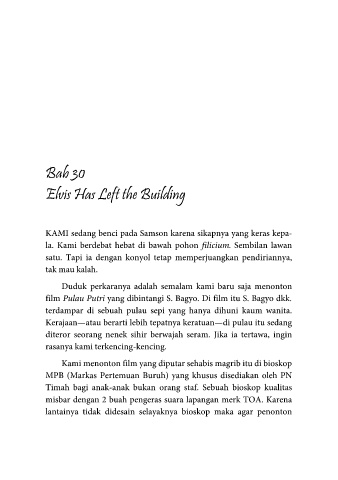 Bab 30
Elvis Has Left the Building
KAMI sedang benci pada Samson karena sikapnya yang keras kepa-
la. Kami berdebat hebat di bawah pohon filicium. Sembilan lawan
satu. Tapi ia dengan konyol tetap memperjuangkan pendiriannya,
tak mau kalah.
Duduk perkaranya adalah semalam kami baru saja menonton
film Pulau Putri yang dibintangi S. Bagyo. Di film itu S. Bagyo dkk.
terdampar di sebuah pulau sepi yang hanya dihuni kaum wanita.
Kerajaan—atau berarti lebih tepatnya keratuan—di pulau itu sedang
diteror seorang nenek sihir berwajah seram. Jika ia tertawa, ingin
rasanya kami terkencing-kencing.
Kami menonton film yang diputar sehabis magrib itu di bioskop
MPB (Markas Pertemuan Buruh) yang khusus disediakan oleh PN
Timah bagi anak-anak bukan orang staf. Sebuah bioskop kualitas
misbar dengan 2 buah pengeras suara lapangan merk TOA. Karena
lantainya tidak didesain selayaknya bioskop maka agar penonton